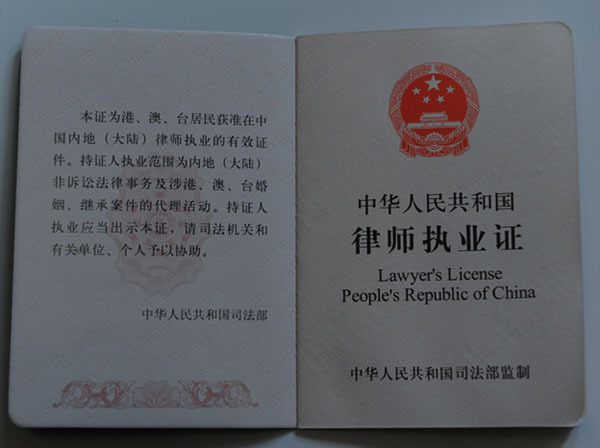 本证为港、澳、台居民获准在中
国内地（大陆）律师执业的有效证
件。持证人执业范围为内地（大陆）
非诉讼法律事务及涉港、澳、台婚
姻、继承案件的代理活动。持证人
执业应当出示本证，请司法机关和
有关单位、个人予以协助。
中华人民共和国司法部
中华人民共和国
律师执业证
Lawyer's License
People's Republic of China
中华人民共和国司法部监制